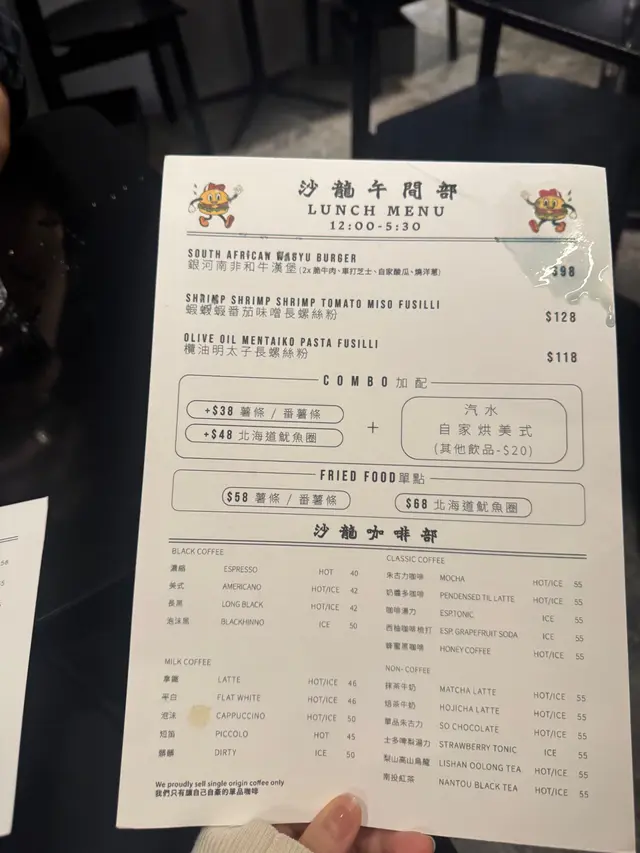 沙龍午間部
LUNCH MENU
12:00-5:30
SOUTH AFRICAN WAGYU BURGER
銀河南非和牛漢堡 (2x 脆牛肉、車打芝士、自家酸瓜、燒洋蔥) $98
SHRIMP SHRIMP SHRIMP TOMATO MISO FUSILLI
蝦蝦蝦番茄味噌長螺絲粉 $128
OLIVE OIL MENTAIKO PASTA FUSILLI
欖油明太子長螺絲粉 $118
COMBO 加配
+$38 薯條 / 番薯條
+$48 北海道魷魚圈
+
汽水
自家烘美式
(其他飲品-$20)
FRIED FOOD 單點
$58 薯條 / 番薯條 $68 北海道魷魚圈
沙龍咖啡部
BLACK COFFEE
濃縮 ESPRESSO HOT 40
美式 AMERICANO HOT/ICE 42
長黑 LONG BLACK HOT/ICE 42
泡沫黑 BLACKHINNO ICE 50
MILK COFFEE
拿鐵 LATTE HOT/ICE 46
平白 FLAT WHITE HOT/ICE 46
泡沫 CAPPUCCINO HOT/ICE 50
短笛 PICCOLO HOT 45
髒髒 DIRTY ICE 50
We proudly sell single origin coffee only
我們只有讓自己自豪的單品咖啡
CLASSIC COFFEE
朱古力咖啡 MOCHA HOT/ICE 55
奶醬多咖啡 PENDENSED TIL LATTE HOT/ICE 55
咖啡湯力 ESP.TONIC ICE 55
西柚咖啡梳打 ESP. GRAPEFRUIT SODA ICE 55
蜂蜜黑咖啡 HONEY COFFEE HOT/ICE 55
NON- COFFEE
抹茶牛奶 MATCHA LATTE HOT/ICE 55
焙茶牛奶 HOJICHA LATTE HOT/ICE 55
單品朱古力 SO CHOCOLATE HOT/ICE 55
士多啤梨湯力 STRAWBERRY TONIC ICE 55
梨山高山烏龍 LISHAN OOLONG TEA HOT/ICE 55
南投紅茶 NANTOU BLACK TEA HOT/ICE 55